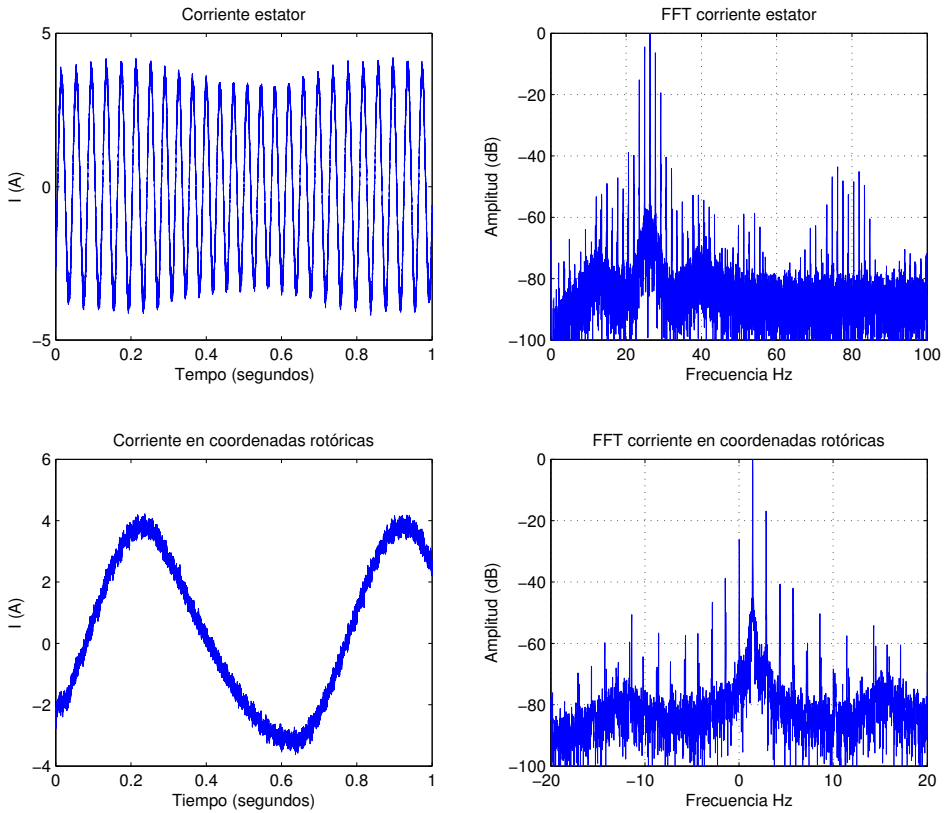 Corriente estator
5
0
−5
I (A)
0 0.2 0.4 0.6 0.8 1
Tempo (segundos)
FFT corriente estator
0
−20
−40
−60
−80
−100
Amplitud (dB)
0 20 40 60 80 100
Frecuencia Hz
Corriente en coordenadas rotóricas
6
4
2
0
−2
−4
I (A)
0 0.2 0.4 0.6 0.8 1
Tiempo (segundos)
FFT corriente en coordenadas rotóricas
0
−20
−40
−60
−80
−100
Amplitud (dB)
−20 −10 0 10 20
Frecuencia Hz